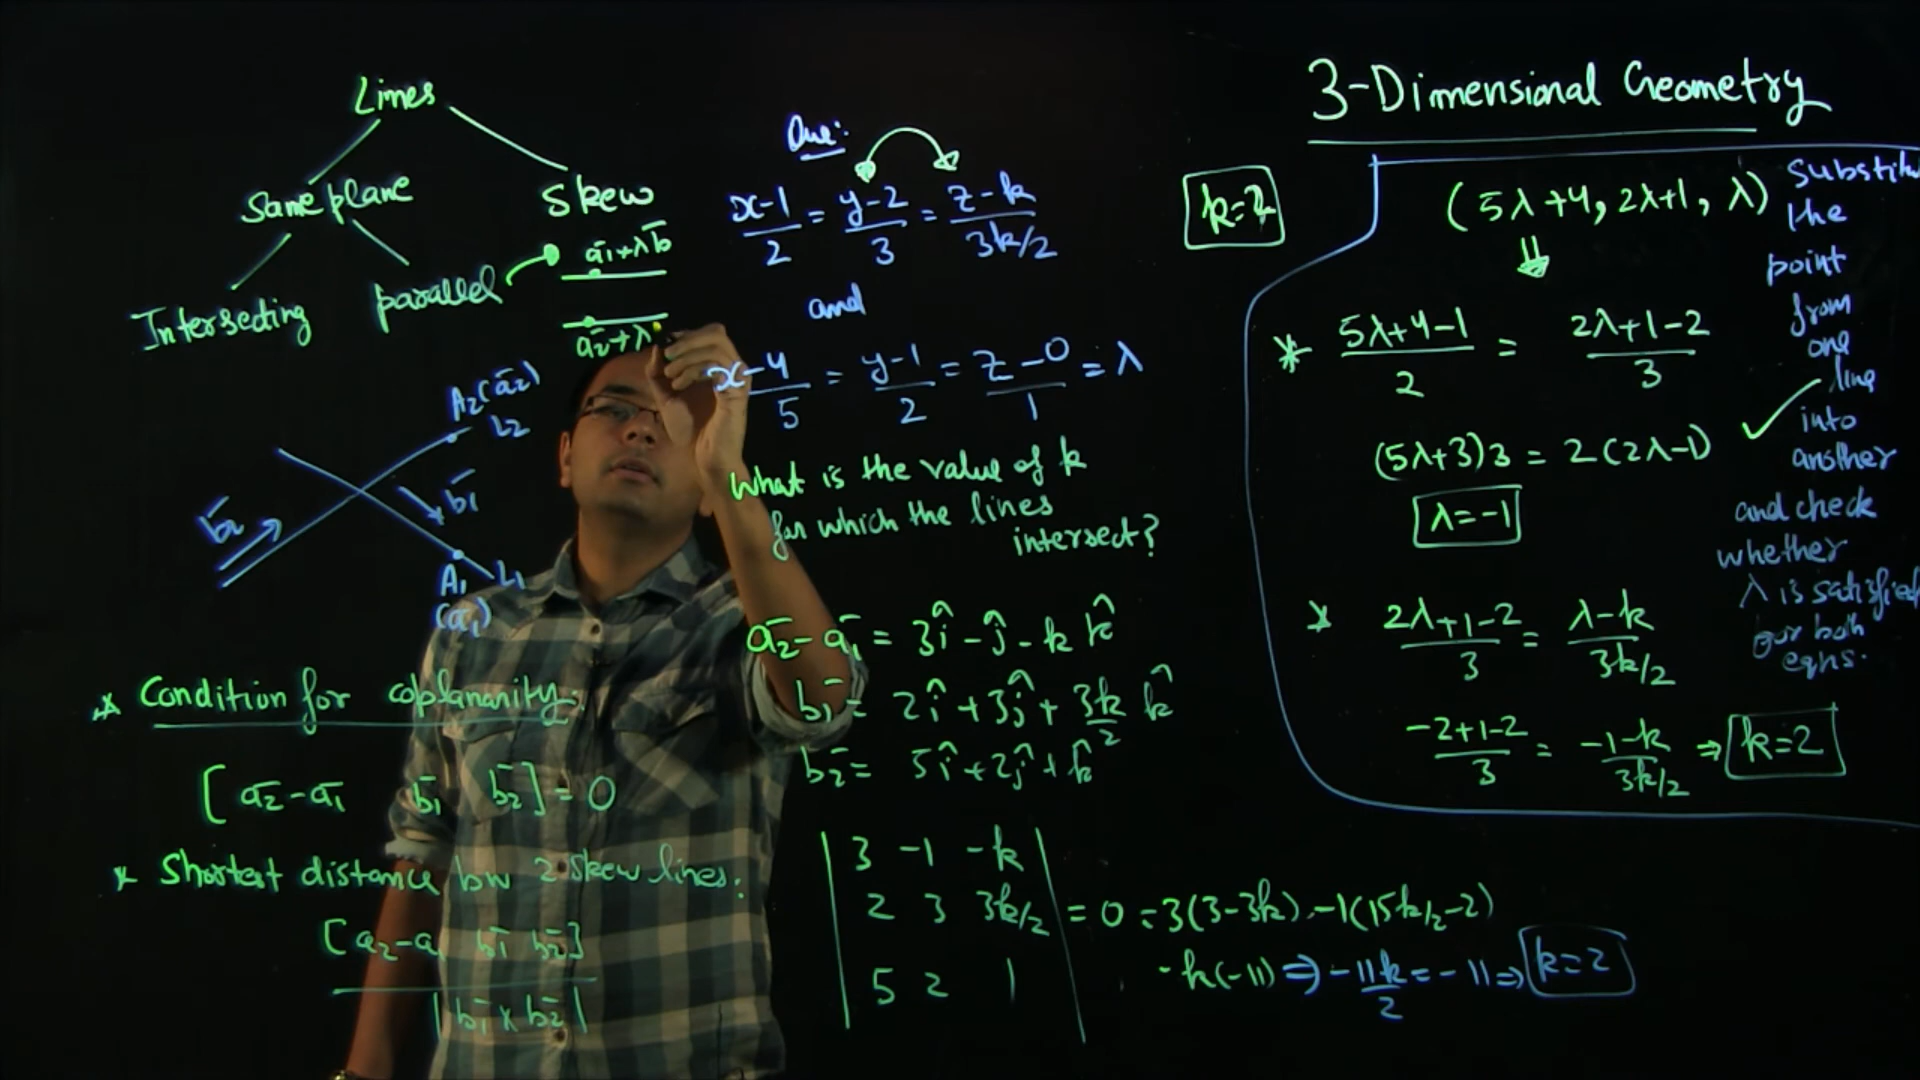 3-Dimensional Geometry
Lines
Same plane
Skew
Intersecting
parallel
a̅₁+λb̅
a̅₂+λ
A₂(a̅₂)
L₂
b̅₁
b̅₂
A₁
(a̅₁)
L₁
* Condition for coplanarity:
[a̅₂-a̅₁ b̅₁ b̅₂]=0
* Shortest distance bw 2 skew lines:
[a₂-a₁ b̅₁ b̅₂]
|b̅₁×b̅₂|
Que:
(x-1)/2 = (y-2)/3 = (z-k)/(3k/2)
and
(x-4)/5 = (y-1)/2 = (z-0)/1 = λ
What is the value of k
for which the lines
intersect?
a̅₂-a̅₁ = 3î-ĵ-k k̂
b̅₁ = 2î+3ĵ+3k/2 k̂
b̅₂ = 5î+2ĵ+k̂
|3 -1 -k|
|2 3 3k/2| = 0 = 3(3-3k) -1(15k/2-2)
|5 2 1|
-k(-11) ⇒ -11k/2 = -11 ⇒ k=2
k=2
(5λ+4, 2λ+1, λ)
⇓
* (5λ+4-1)/2 = (2λ+1-2)/3
(5λ+3)3 = 2(2λ-1)
λ=-1
* (2λ+1-2)/3 = (λ-k)/(3k/2)
(-2+1-2)/3 = (-1-k)/(3k/2) ⇒ k=2
the
point
from
one
line
into
another
and check
whether
λ is satisfied
both
eqns.